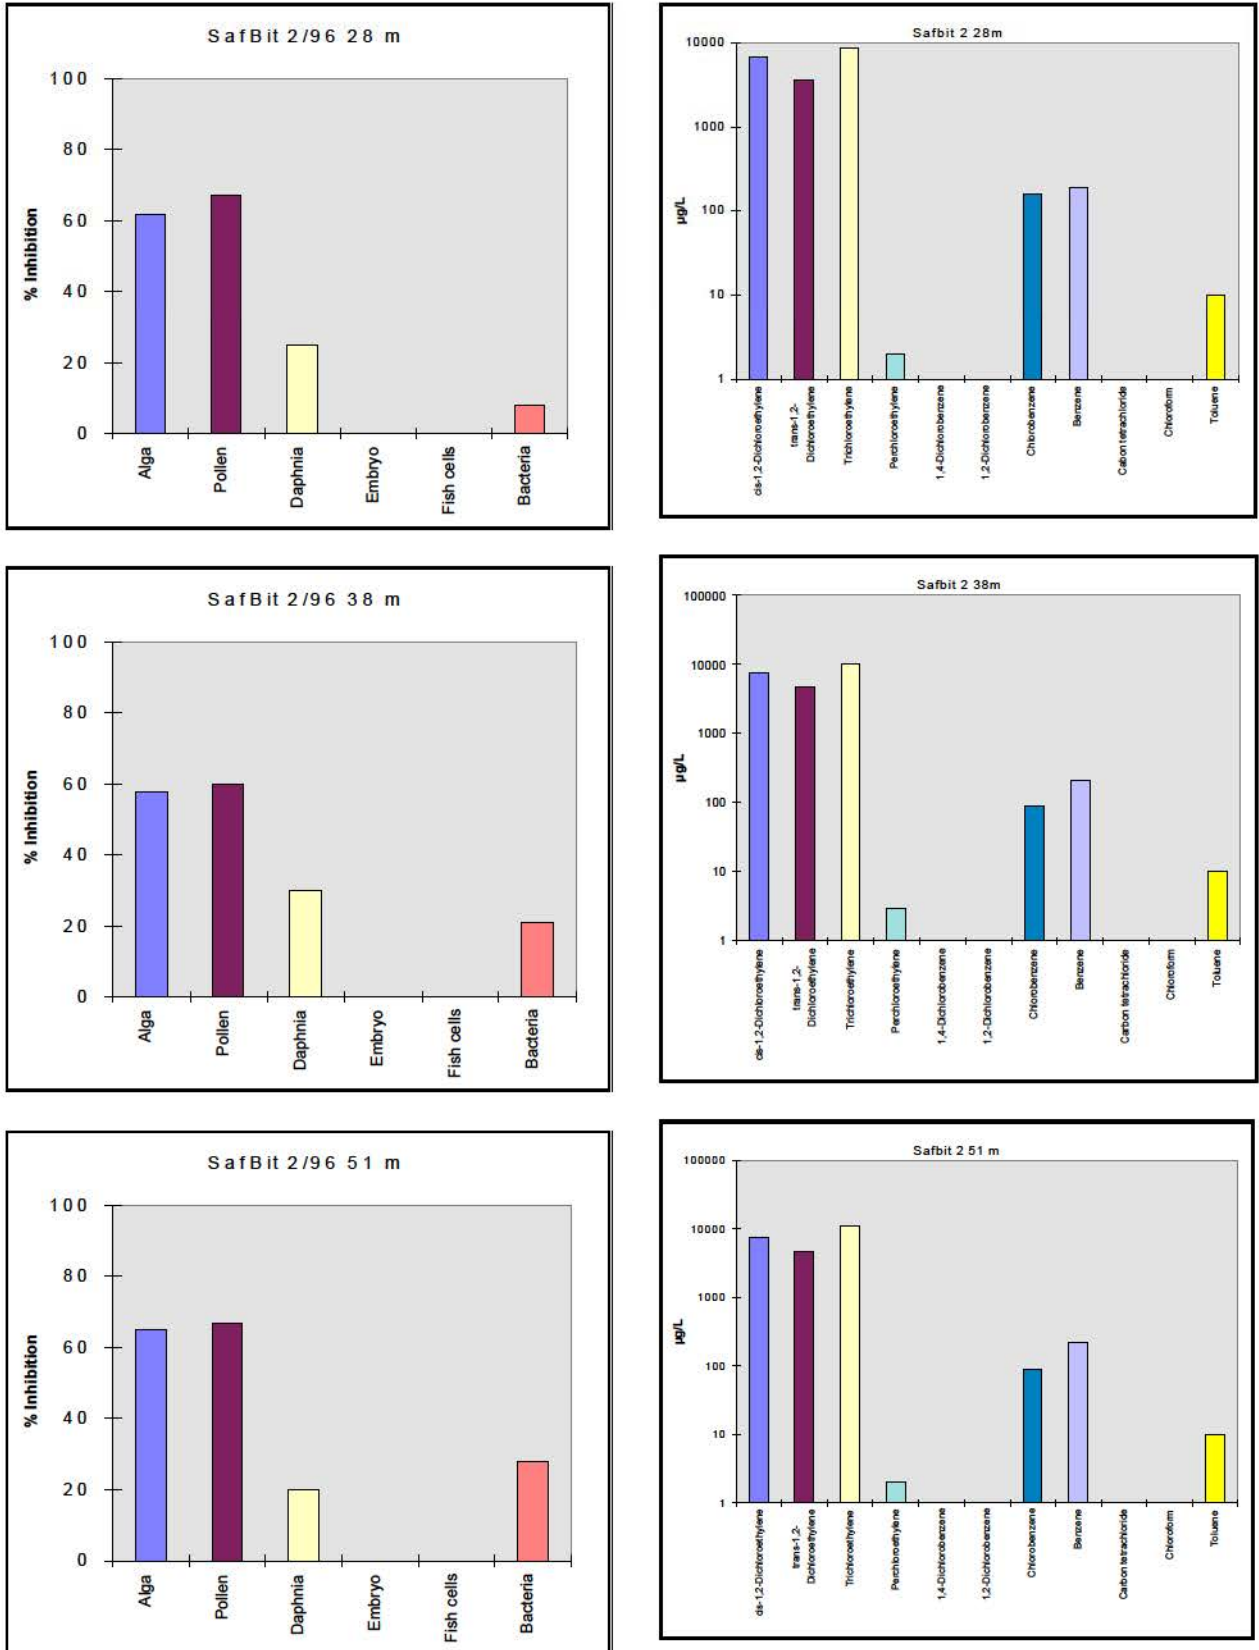 SafBit 2/96 28 m
% Inhibition
100
80
60
40
20
0
Alga
Pollen
Daphnia
Embryo
Fish cells
Bacteria
Safbit 2 28m
µg/L
10000
1000
100
10
1
cis-1,2-Dichloroethylene
trans-1,2-
Dichloroethylene
Trichloroethylene
Perchloroethylene
1,4-Dichlorobenzene
1,2-Dichlorobenzene
Chlorobenzene
Benzene
Carbon tetrachloride
Chloroform
Toluene
SafBit 2/96 38 m
% Inhibition
100
80
60
40
20
0
Alga
Pollen
Daphnia
Embryo
Fish cells
Bacteria
Safbit 2 38m
µg/L
100000
10000
1000
100
10
1
cis-1,2-Dichloroethylene
trans-1,2-
Dichloroethylene
Trichloroethylene
Perchloroethylene
1,4-Dichlorobenzene
1,2-Dichlorobenzene
Chlorobenzene
Benzene
Carbon tetrachloride
Chloroform
Toluene
SafBit 2/96 51 m
% Inhibition
100
80
60
40
20
0
Alga
Pollen
Daphnia
Embryo
Fish cells
Bacteria
Safbit 2 51 m
µg/L
100000
10000
1000
100
10
1
cis-1,2-Dichloroethylene
trans-1,2-
Dichloroethylene
Trichloroethylene
Perchloroethylene
1,4-Dichlorobenzene
1,2-Dichlorobenzene
Chlorobenzene
Benzene
Carbon tetrachloride
Chloroform
Toluene